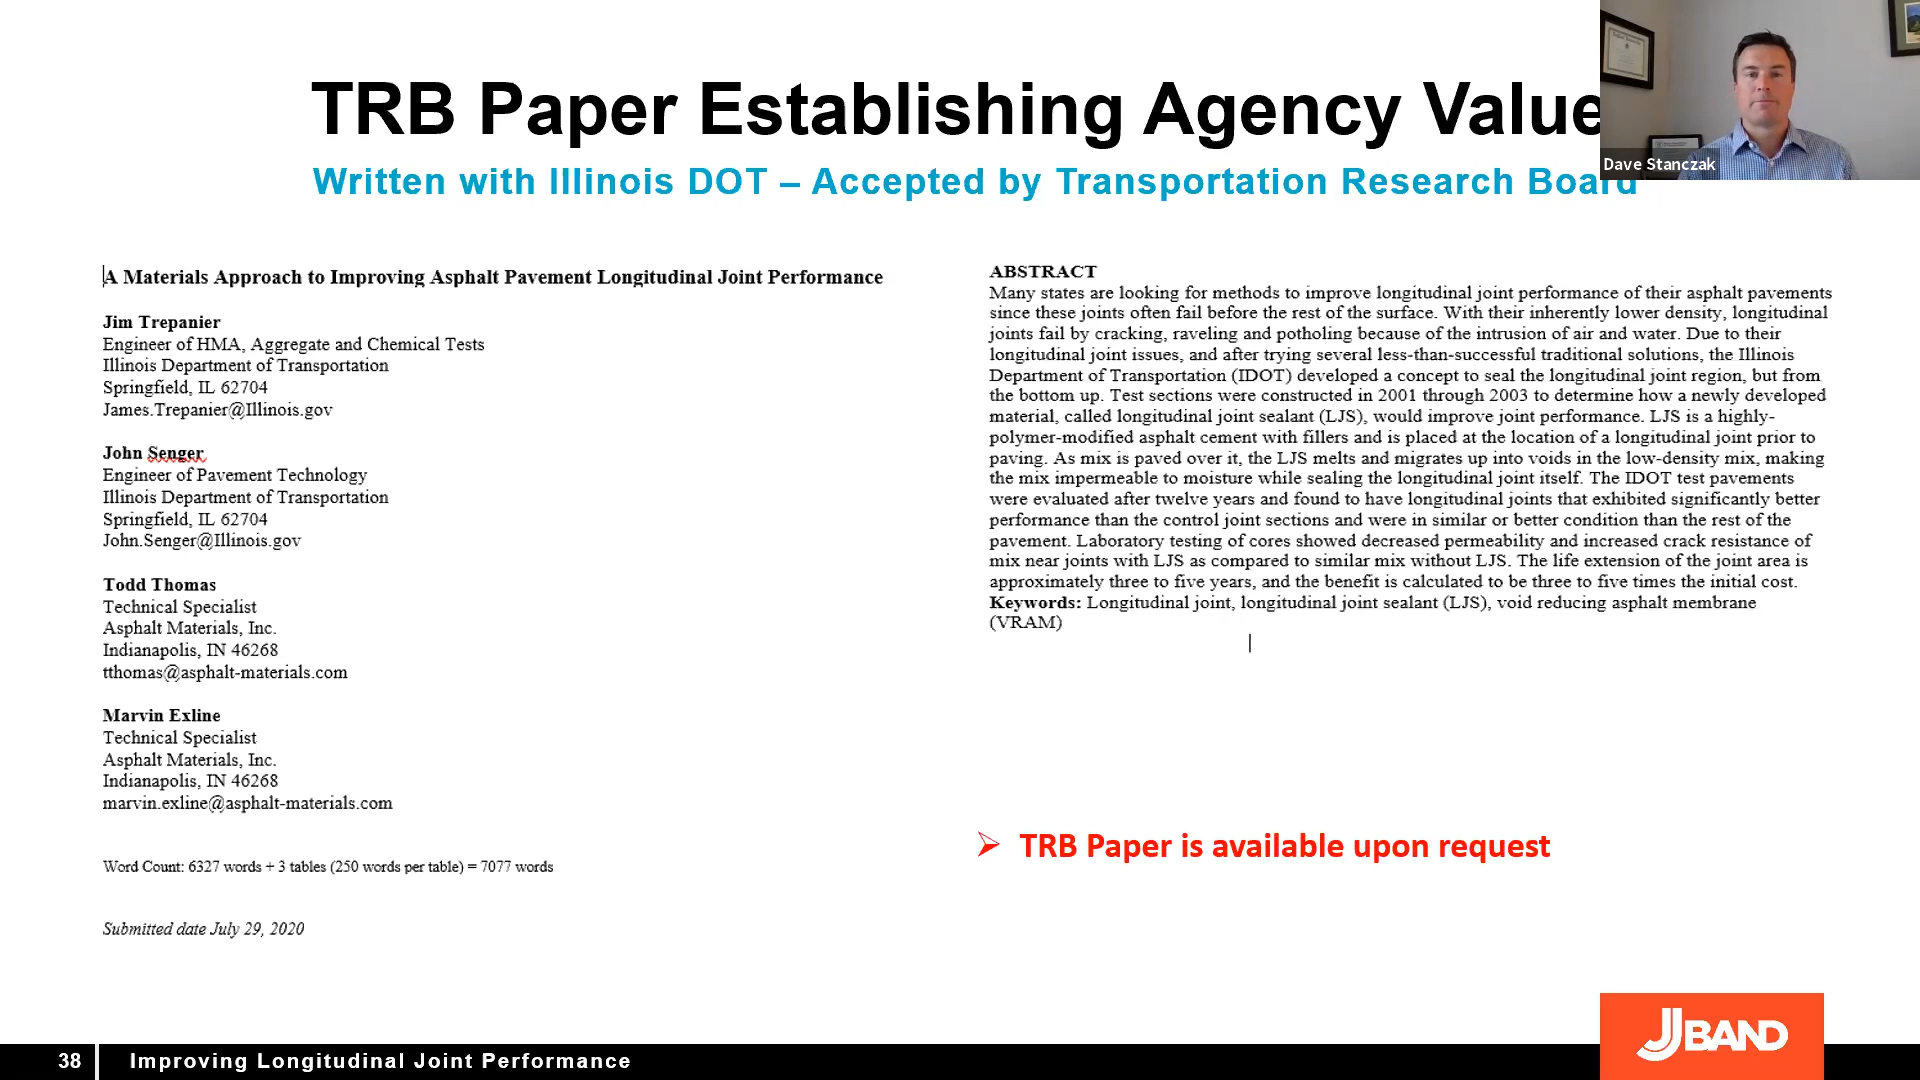 TRB Paper Establishing Agency Value
Written with Illinois DOT – Accepted by Transportation Research Board
Dave Stanczak
A Materials Approach to Improving Asphalt Pavement Longitudinal Joint Performance
Jim Trepanier
Engineer of HMA, Aggregate and Chemical Tests
Illinois Department of Transportation
Springfield, IL 62704
James.Trepanier@Illinois.gov
John Senger
Engineer of Pavement Technology
Illinois Department of Transportation
Springfield, IL 62704
John.Senger@Illinois.gov
Todd Thomas
Technical Specialist
Asphalt Materials, Inc.
Indianapolis, IN 46268
tthomas@asphalt-materials.com
Marvin Exline
Technical Specialist
Asphalt Materials, Inc.
Indianapolis, IN 46268
marvin.exline@asphalt-materials.com
Word Count: 6327 words + 3 tables (250 words per table) = 7077 words
Submitted date July 29, 2020
ABSTRACT
Many states are looking for methods to improve longitudinal joint performance of their asphalt pavements
since these joints often fail before the rest of the surface. With their inherently lower density, longitudinal
joints fail by cracking, raveling and potholing because of the intrusion of air and water. Due to their
longitudinal joint issues, and after trying several less-than-successful traditional solutions, the Illinois
Department of Transportation (IDOT) developed a concept to seal the longitudinal joint region, but from
the bottom up. Test sections were constructed in 2001 through 2003 to determine how a newly developed
material, called longitudinal joint sealant (LJS), would improve joint performance. LJS is a highly-
polymer-modified asphalt cement with fillers and is placed at the location of a longitudinal joint prior to
paving. As mix is paved over it, the LJS melts and migrates up into voids in the low-density mix, making
the mix impermeable to moisture while sealing the longitudinal joint itself. The IDOT test pavements
were evaluated after twelve years and found to have longitudinal joints that exhibited significantly better
performance than the control joint sections and were in similar or better condition than the rest of the
pavement. Laboratory testing of cores showed decreased permeability and increased crack resistance of
mix near joints with LJS as compared to similar mix without LJS. The life extension of the joint area is
approximately three to five years, and the benefit is calculated to be three to five times the initial cost.
Keywords: Longitudinal joint, longitudinal joint sealant (LJS), void reducing asphalt membrane
(VRAM)
➢ TRB Paper is available upon request
38
Improving Longitudinal Joint Performance
JBAND